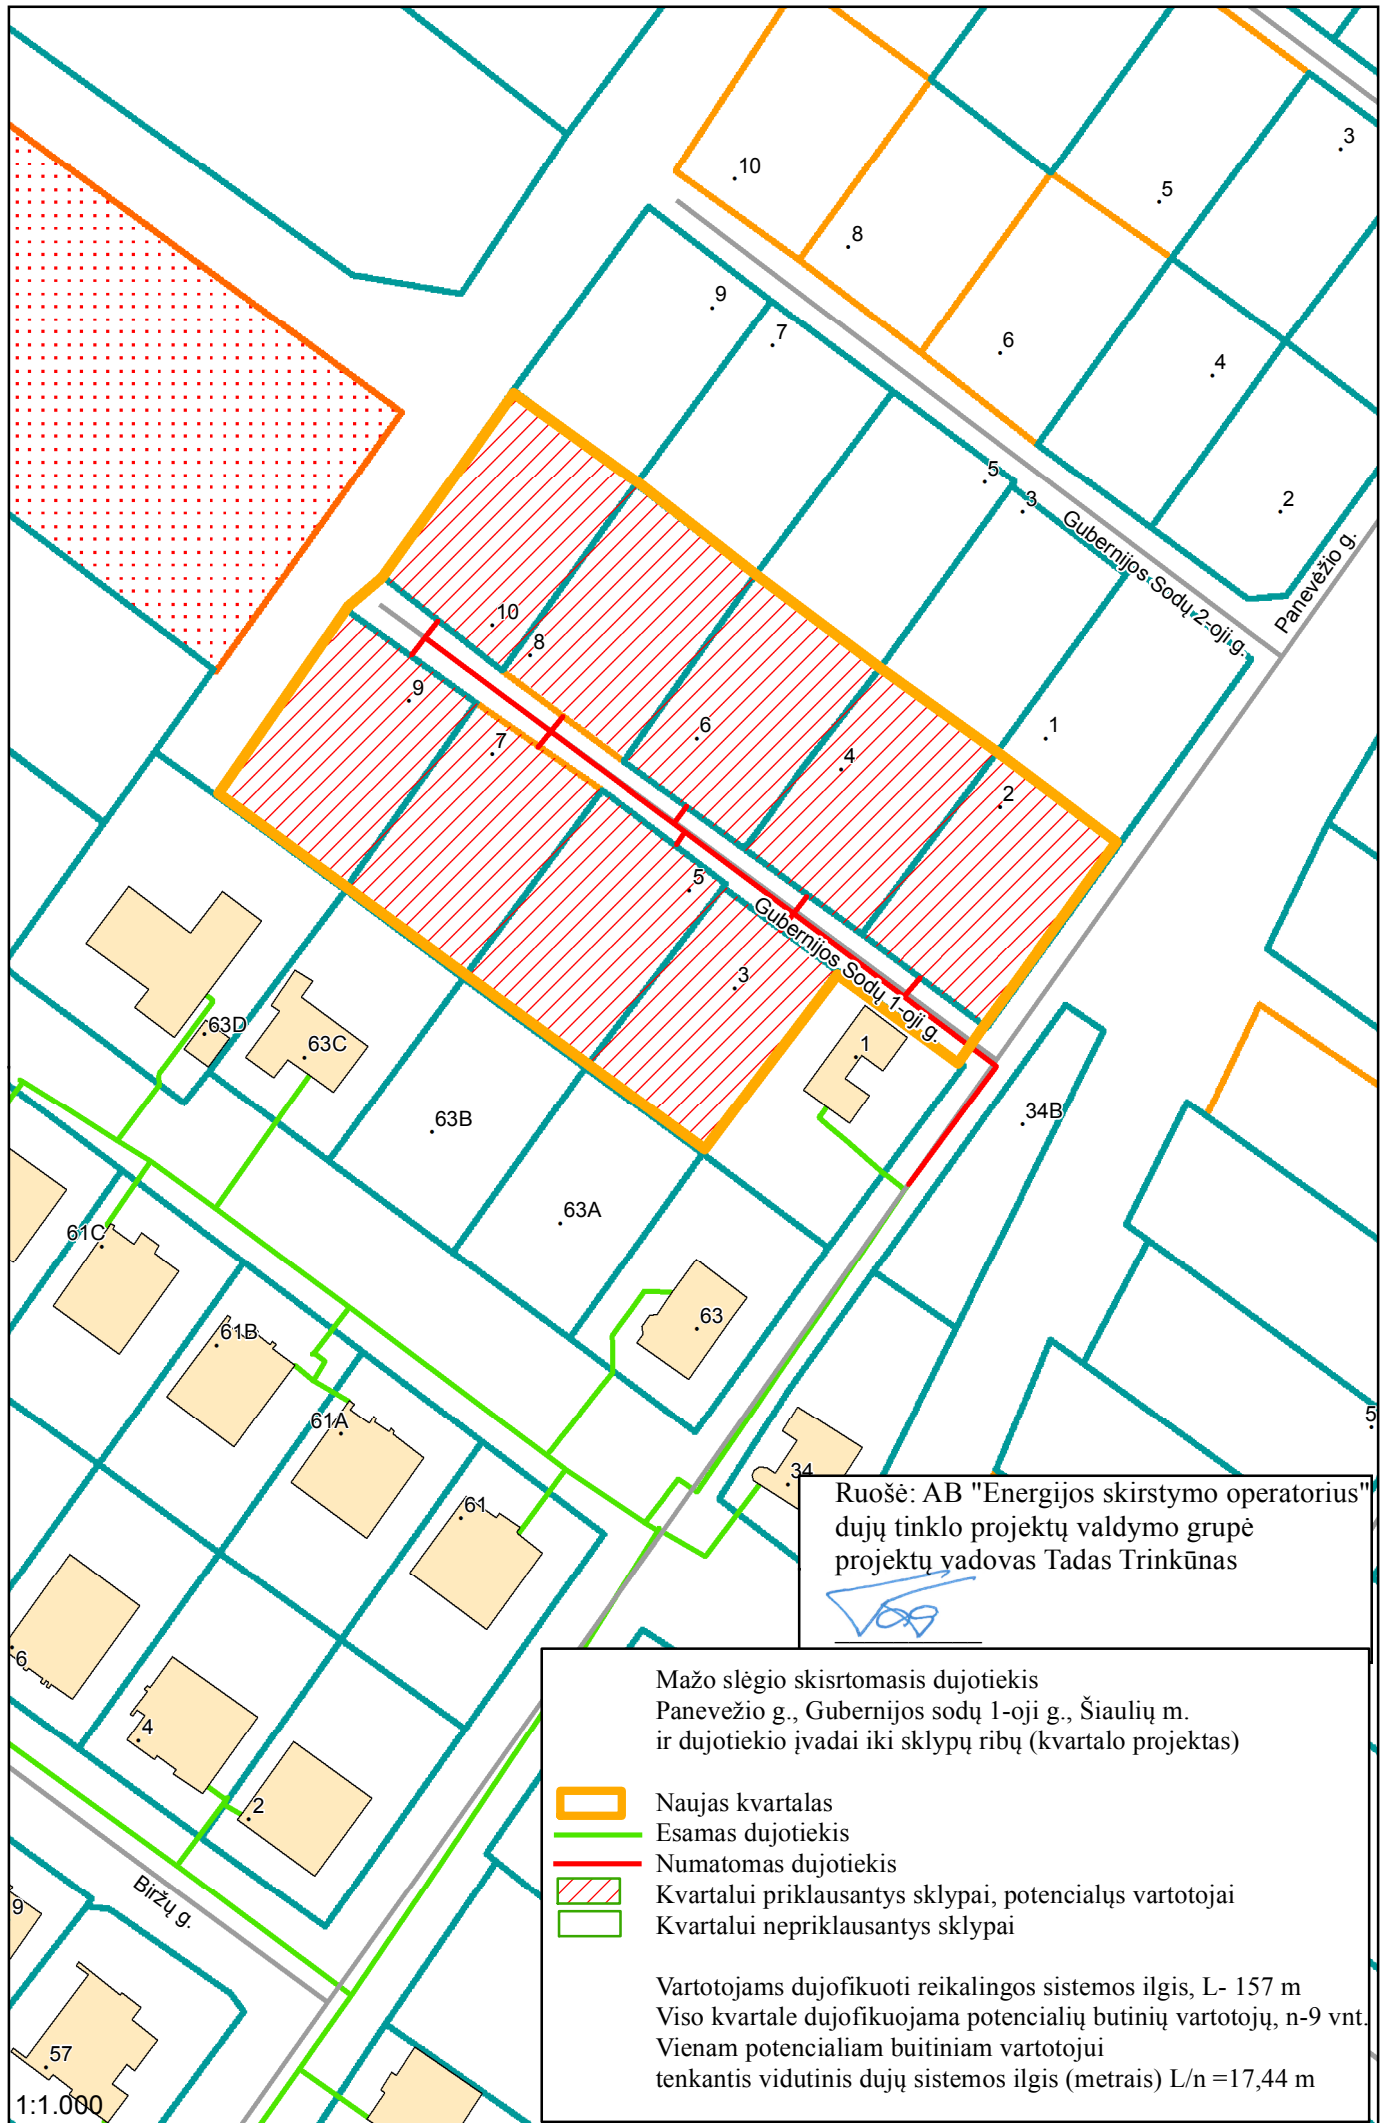 3
10
5
8
9
7
6
4
5
3
2
Gubernijos Sodų 2-oji g.
Panevėžio g.
10
8
9
7
6
1
4
2
5
3
Gubernijos Sodų 1-oji g.
1
63D
63C
63B
34B
63A
61C
63
61B
61A
5
61
34
6
4
2
Biržų g.
9
57
1:1.000
Ruošė: AB "Energijos skirstymo operatorius"
dujų tinklo projektų valdymo grupė
projektų vadovas Tadas Trinkūnas
Mažo slėgio skisrtomasis dujotiekis
Panevežio g., Gubernijos sodų 1-oji g., Šiaulių m.
ir dujotiekio įvadai iki sklypų ribų (kvartalo projektas)
Naujas kvartalas
Esamas dujotiekis
Numatomas dujotiekis
Kvartalui priklausantys sklypai, potencialųs vartotojai
Kvartalui nepriklausantys sklypai
Vartotojams dujofikuoti reikalingos sistemos ilgis, L- 157 m
Viso kvartale dujofikuojama potencialių butinių vartotojų, n-9 vnt.
Vienam potencialiam buitiniam vartotojui
tenkantis vidutinis dujų sistemos ilgis (metrais) L/n =17,44 m